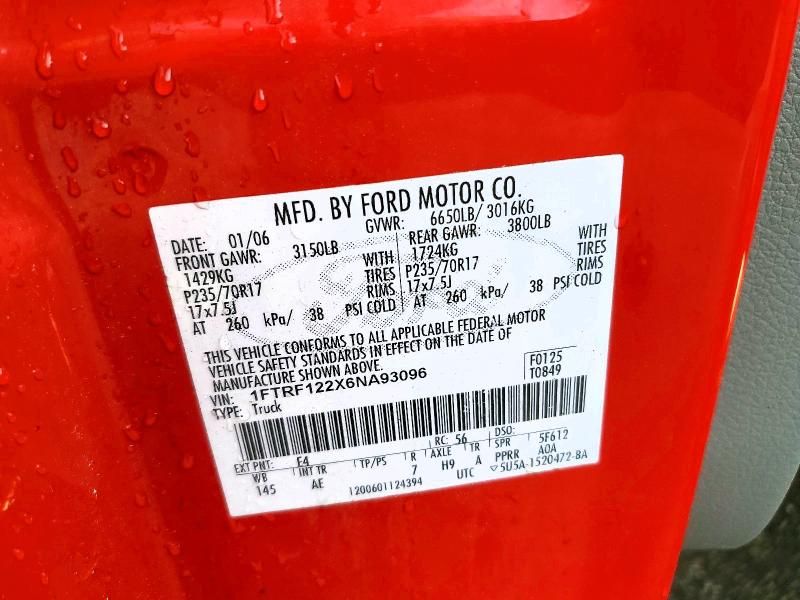 MFD. BY FORD MOTOR CO.
DATE: 01/06 GVWR: 6650LB/ 3016KG
FRONT GAWR: 3150LB REAR GAWR: 3800LB
1429KG WITH 1724KG WITH
P235/70R17 TIRES P235/70R17 TIRES
17x7.5J RIMS 17x7.5J RIMS
AT 260 kPa/ 38 PSI COLD AT 260 kPa/ 38 PSI COLD
THIS VEHICLE CONFORMS TO ALL APPLICABLE FEDERAL MOTOR
VEHICLE SAFETY STANDARDS IN EFFECT ON THE DATE OF
MANUFACTURE SHOWN ABOVE. F0125
VIN: 1FTRF122X6NA93096 T0849
TYPE: Truck
EXT PNT: F4 RC: 56 DSO:
WB INT TR TP/PS R AXLE TR SPR 5F612
145 AE 7 H9 A PPRR A0A
1200601124394 UTC ▽5U5A-1520472-BA